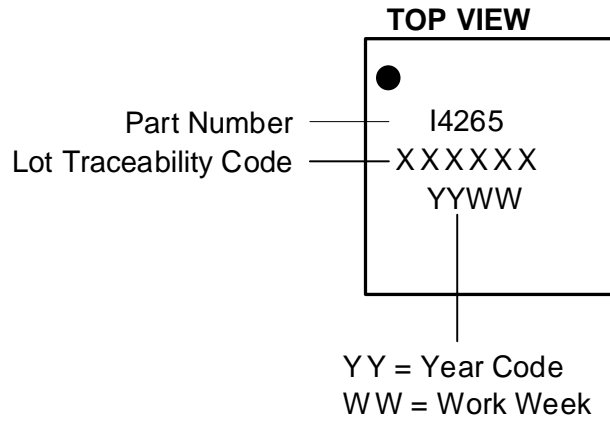 TOP VIEW
Part Number
I4265
Lot Traceability Code
XXXXXX
YYWW
YY = Year Code
WW = Work Week